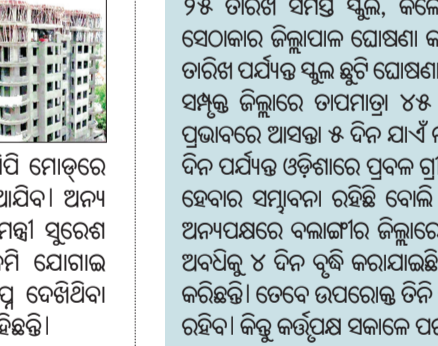 ପି ମୋଡ଼ରେ
ଆଯିବ। ଅନ୍ୟ
ମନ୍ତ୍ରୀ ସୁରେଶ
ମି ଯୋଗାଇ
ପ୍ନ ଦେଖିଥିବା
ହିଛନ୍ତି।
୨୫ ତାରିଖ ସମସ୍ତ ସ୍କୁଲ, କଲେ
ସେଠାକାର ଜିଲ୍ଲାପାଳ ଘୋଷଣା କ
ତାରିଖ ପର୍ଯ୍ୟନ୍ତ ସ୍କୁଲ ଛୁଟି ଘୋଷଣା
ସମ୍ପୃକ୍ତ ଜିଲ୍ଲାରେ ତାପମାତ୍ରା ୪୫
ପ୍ରଭାବରେ ଆସନ୍ତା ୫ ଦିନ ଯାଏଁ
ଦିନ ପର୍ଯ୍ୟନ୍ତ ଓଡ଼ିଶାରେ ପ୍ରବଳ ଗ୍ରୀ
ହେବାର ସମ୍ଭାବନା ରହିଛି ବୋଲି
ଅନ୍ୟପକ୍ଷରେ ବଲାଙ୍ଗୀର ଜିଲ୍ଲାରେ
ଅବଧିକୁ ୪ ଦିନ ବୃଦ୍ଧି କରାଯାଇଛି
କରିଛନ୍ତି। ତେବେ ଉପରୋକ୍ତ ତିନି
ରହିବ। କିନ୍ତୁ କର୍ତ୍ତୃପକ୍ଷ ସକାଳେ ପ